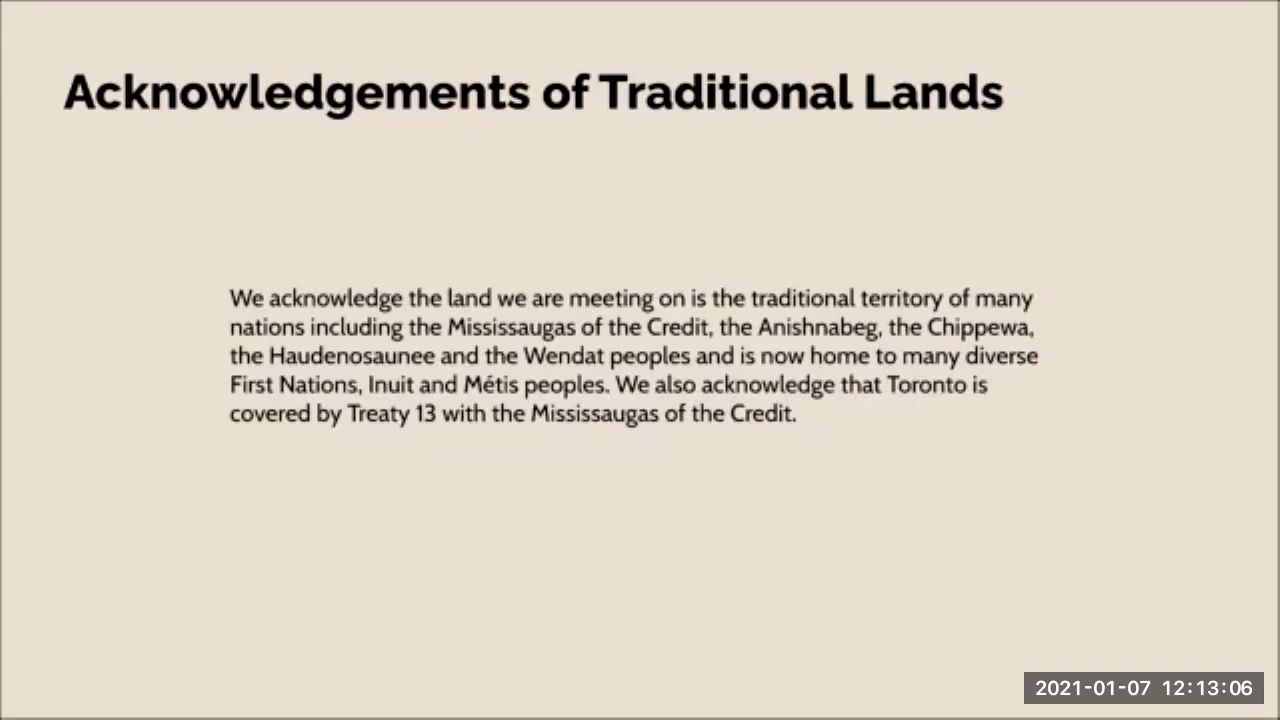 Acknowledgements of Traditional Lands
We acknowledge the land we are meeting on is the traditional territory of many
nations including the Mississaugas of the Credit, the Anishnabeg, the Chippewa,
the Haudenosaunee and the Wendat peoples and is now home to many diverse
First Nations, Inuit and Métis peoples. We also acknowledge that Toronto is
covered by Treaty 13 with the Mississaugas of the Credit.
2021-01-07 12:13:06